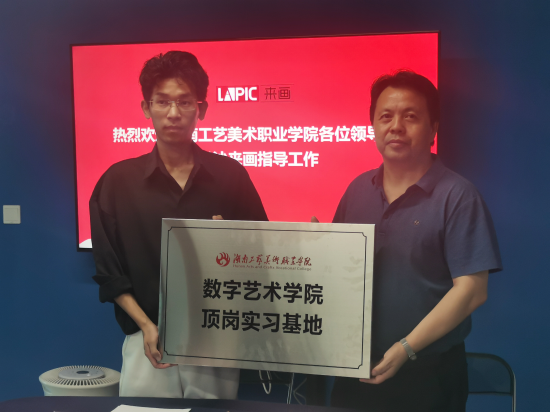 LAPIC 来画
热烈欢 南工艺美术职业学院各位领导
来画指导工作
湖南工艺美术职业学院
数字艺术学院
顶岗实习基地